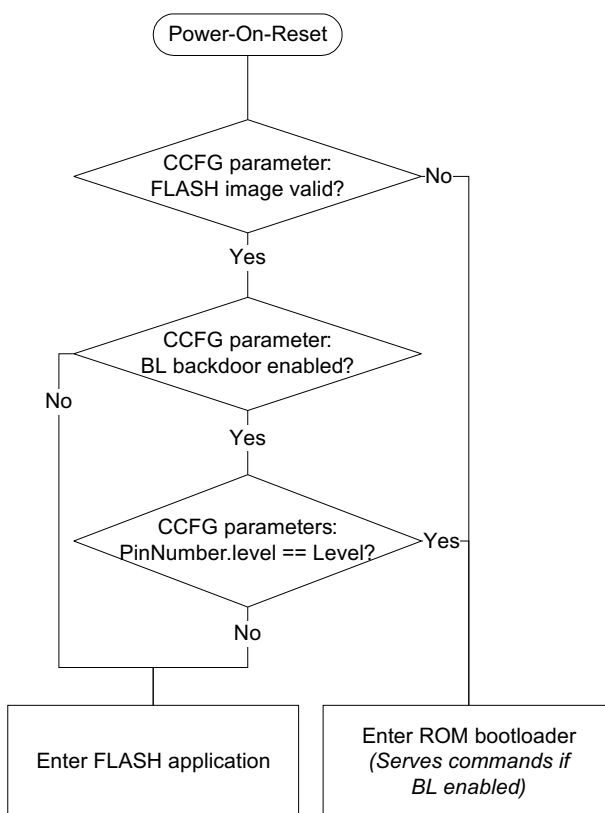 Power-On-Reset
CCFG parameter:
FLASH image valid?
No
Yes
CCFG parameter:
BL backdoor enabled?
No
Yes
CCFG parameters:
PinNumber.level == Level?
Yes
No
Enter FLASH application
Enter ROM bootloader
(Serves commands if
BL enabled)